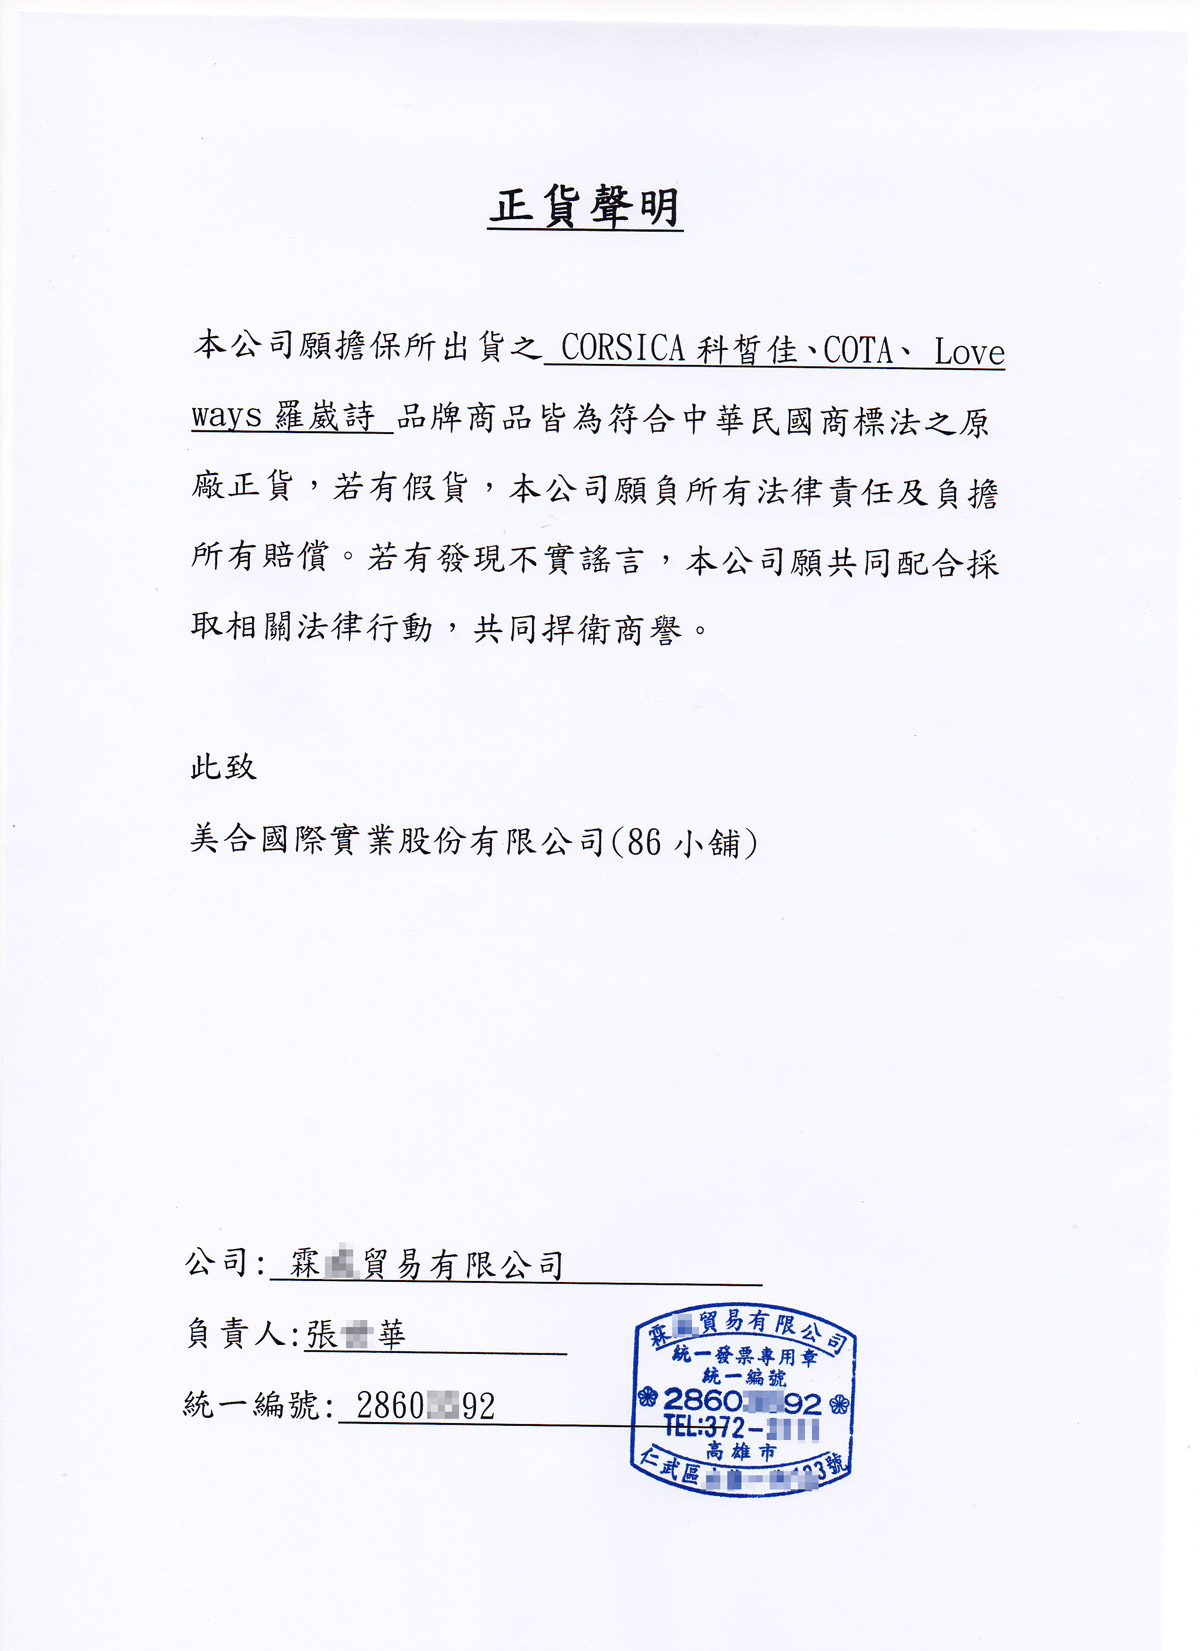 正貨聲明
本公司願擔保所出貨之 CORSICA 科皙佳、COTA、 Love
ways 羅崴詩 品牌商品皆為符合中華民國商標法之原
廠正貨，若有假貨，本公司願負所有法律責任及負擔
所有賠償。若有發現不實謠言，本公司願共同配合採
取相關法律行動，共同捍衛商譽。
此致
美合國際實業股份有限公司(86 小舖)
公司: 霖 貿易有限公司
負責人:張 華
統一編號: 2860 92
霖 貿易有限公司
統一發票專用章
統一編號
2860 92
TEL:372-
高雄市
仁武區 號